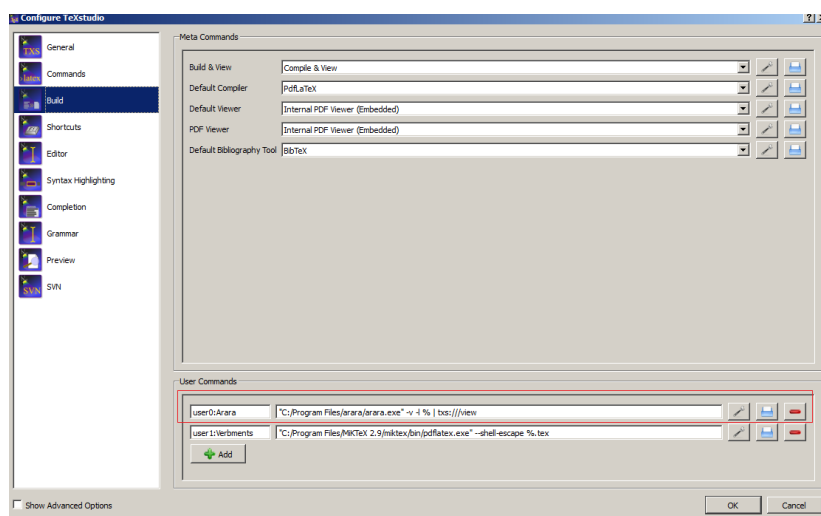 Configure TeXstudio
General
Commands
Build
Shortcuts
Editor
Syntax Highlighting
Completion
Grammar
Preview
SVN
Meta Commands
Build & View Compile & View
Default Compiler PdfLaTeX
Default Viewer Internal PDF Viewer (Embedded)
PDF Viewer Internal PDF Viewer (Embedded)
Default Bibliography Tool BibTeX
User Commands
user0:Arara "C:/Program Files/arara/arara.exe" -v -l % | txs:///view
user1:Verbments "C:/Program Files/MiKTeX 2.9/miktex/bin/pdflatex.exe" --shell-escape %.tex
Add
Show Advanced Options
OK Cancel